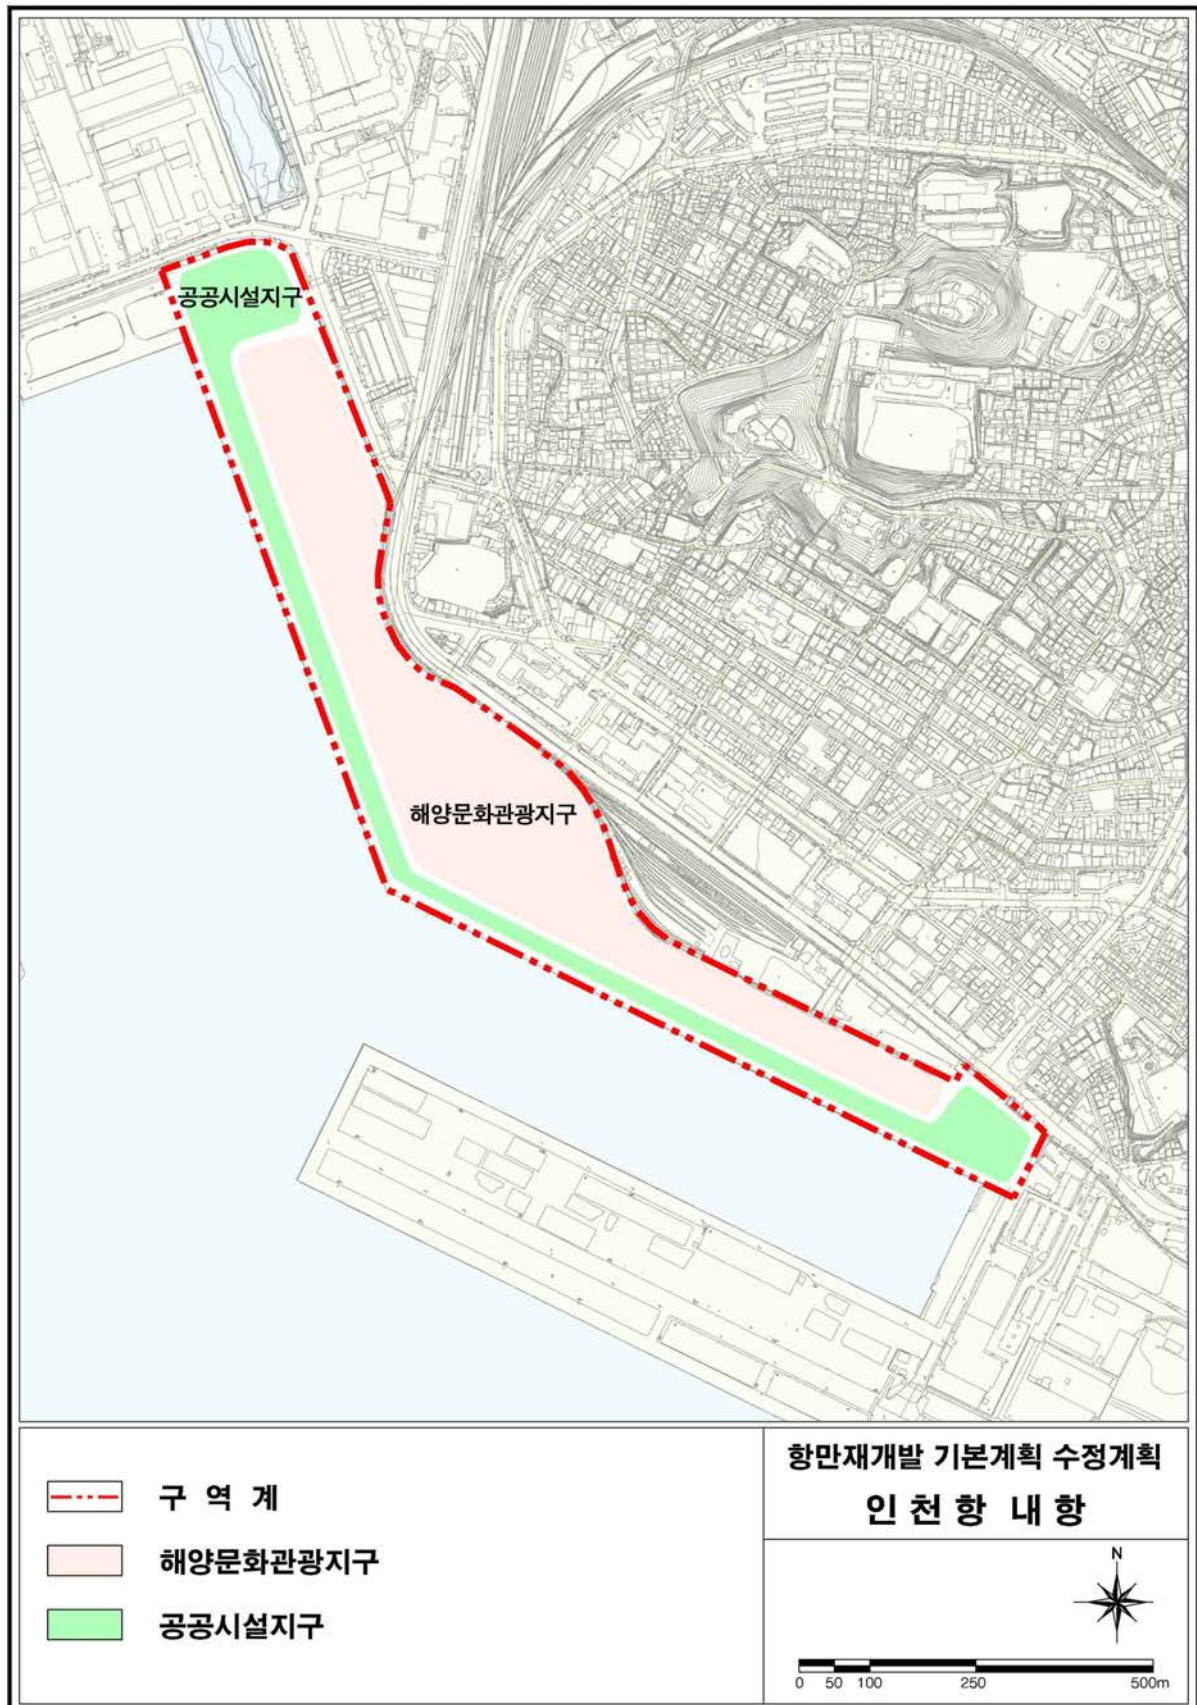 공공시설지구
해양문화관광지구
구 역 계
해양문화관광지구
공공시설지구
항만재개발 기본계획 수정계획
인 천 항 내 항
N
0 50 100 250 500m